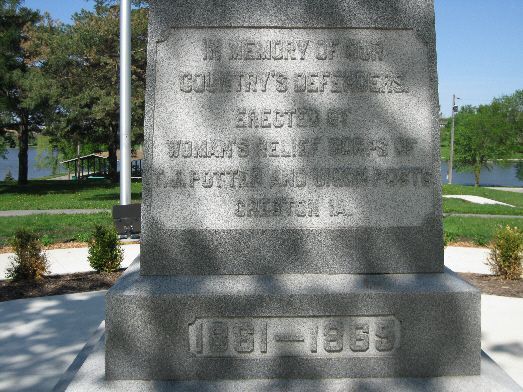 IN MEMORY OF OUR
COUNTRY'S DEFENDERS.
ERECTED BY
WOMAN'S RELIEF CORPS OF
POTTER AND POSTS
CRESTON IA.
1861—1865